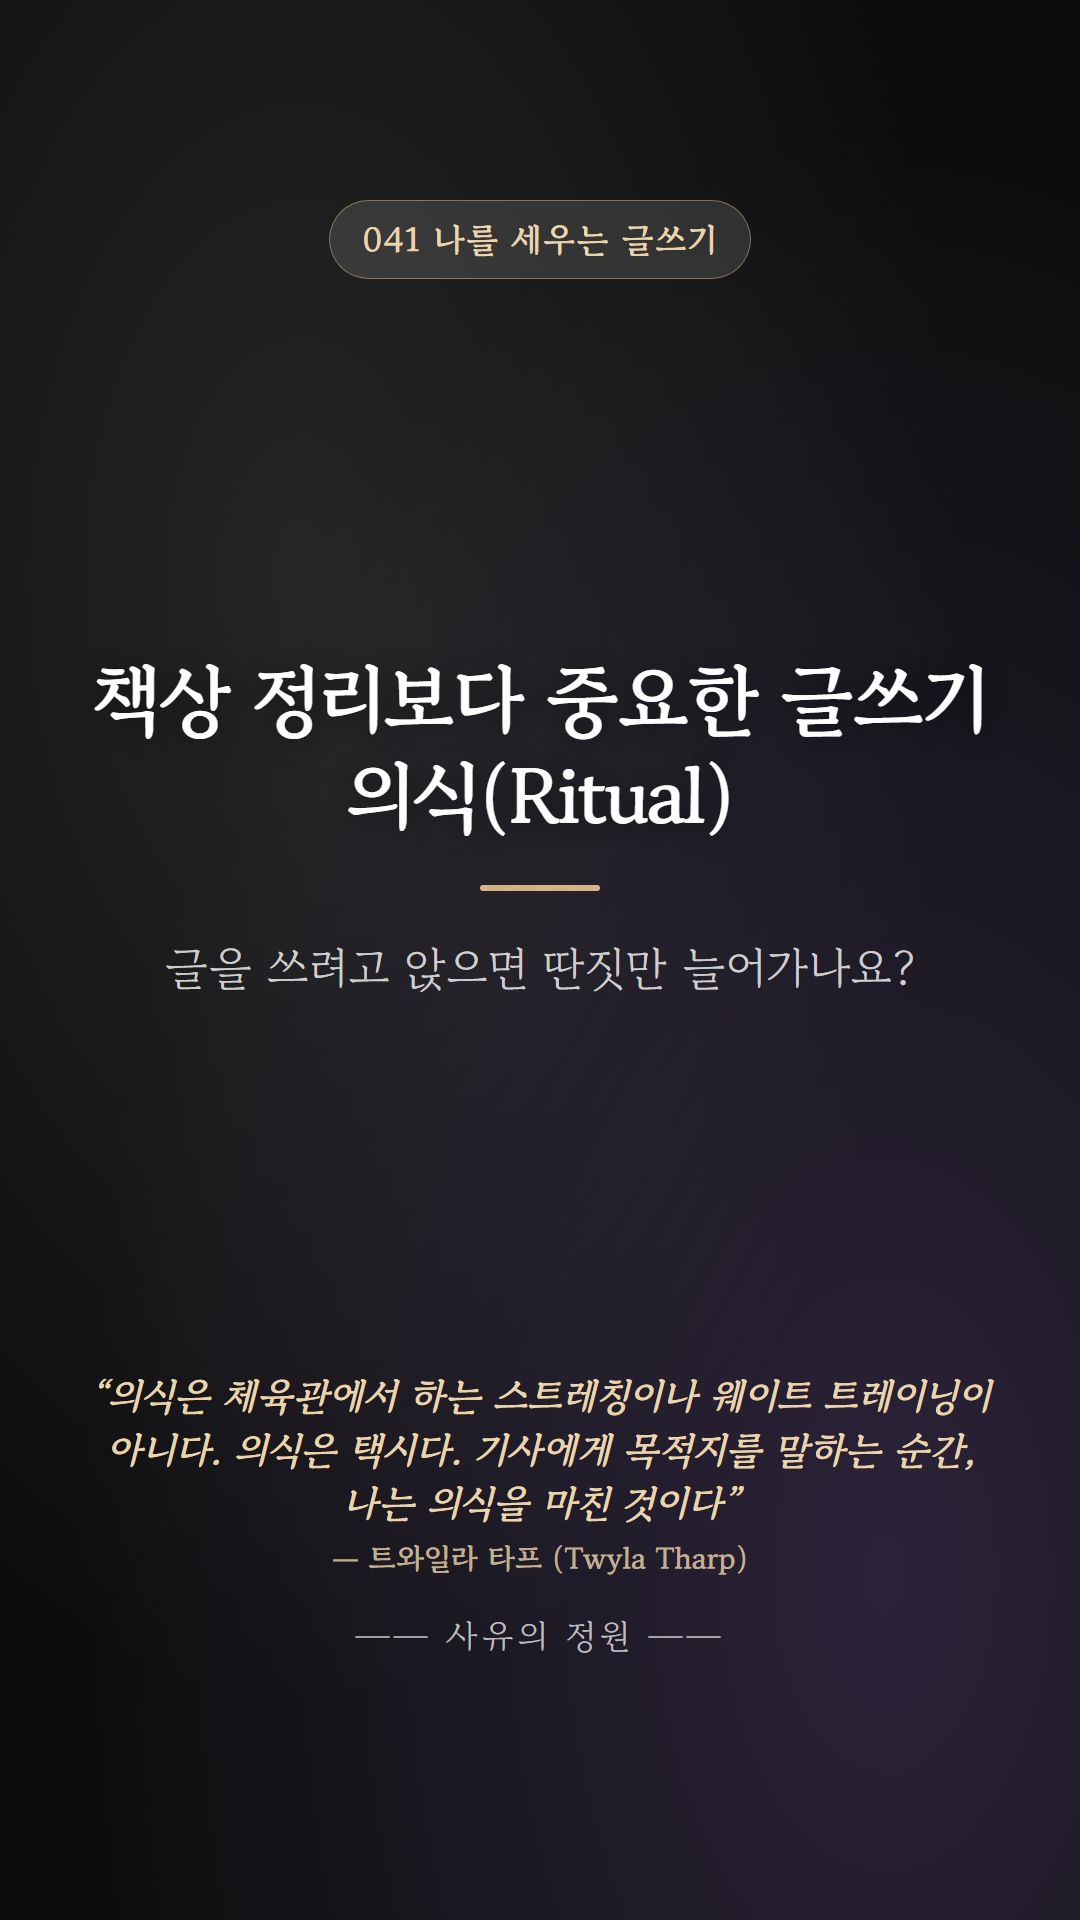 041 나를 세우는 글쓰기
책상 정리보다 중요한 글쓰기
의식(Ritual)
글을 쓰려고 앉으면 딴짓만 늘어가나요?
“의식은 체육관에서 하는 스트레칭이나 웨이트 트레이닝이
아니다. 의식은 택시다. 기사에게 목적지를 말하는 순간,
나는 의식을 마친 것이다”
— 트와일라 타프 (Twyla Tharp)
—— 사유의 정원 ——